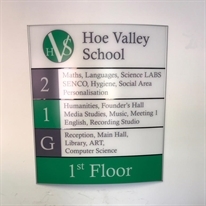 HVS
Hoe Valley
School
2
Maths, Languages, Science LABS
SENCO, Hygiene, Social Area
Personalisation
1
Humanities, Founder's Hall
Media Studies, Music, Meeting 1
English, Recording Studio
G
Reception, Main Hall,
Library, ART,
Computer Science
1st Floor